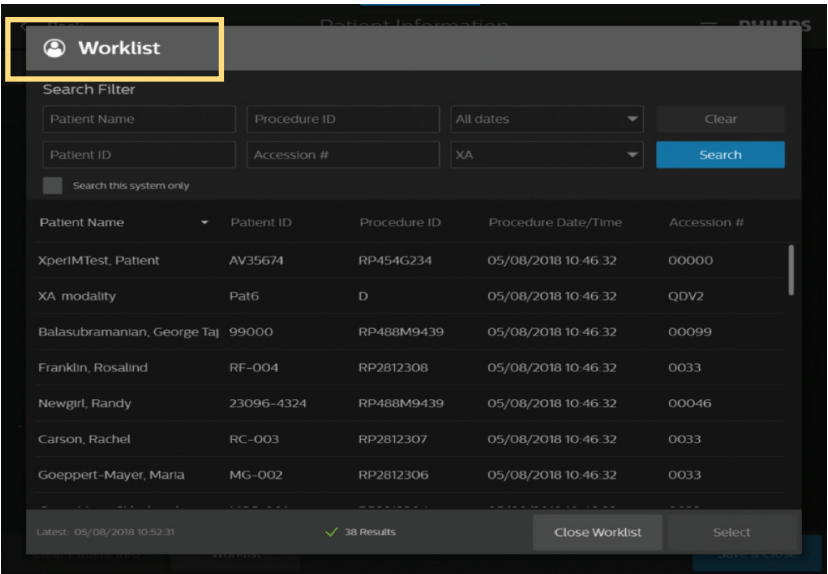 Back Patient Information PHILIPS
Worklist
Search Filter
Patient Name Procedure ID All dates Clear
Patient ID Accession # XA Search
Search this system only
Patient Name Patient ID Procedure ID Procedure Date/Time Accession #
XperIMTest, Patient AV35674 RP454G234 05/08/2018 10:46:32 00000
XA modality Pat6 D 05/08/2018 10:46:32 QDV2
Balasubramanian, George Taj 99000 RP488M9439 05/08/2018 10:46:32 00099
Franklin, Rosalind RF-004 RP2812308 05/08/2018 10:46:32 0033
Newgirl, Randy 23096-4324 RP488M9439 05/08/2018 10:46:32 00046
Carson, Rachel RC-003 RP2812307 05/08/2018 10:46:32 0033
Goeppert-Mayer, Maria MG-002 RP2812306 05/08/2018 10:46:32 0033
Latest: 05/08/2018 10:52:31 38 Results Close Worklist Select